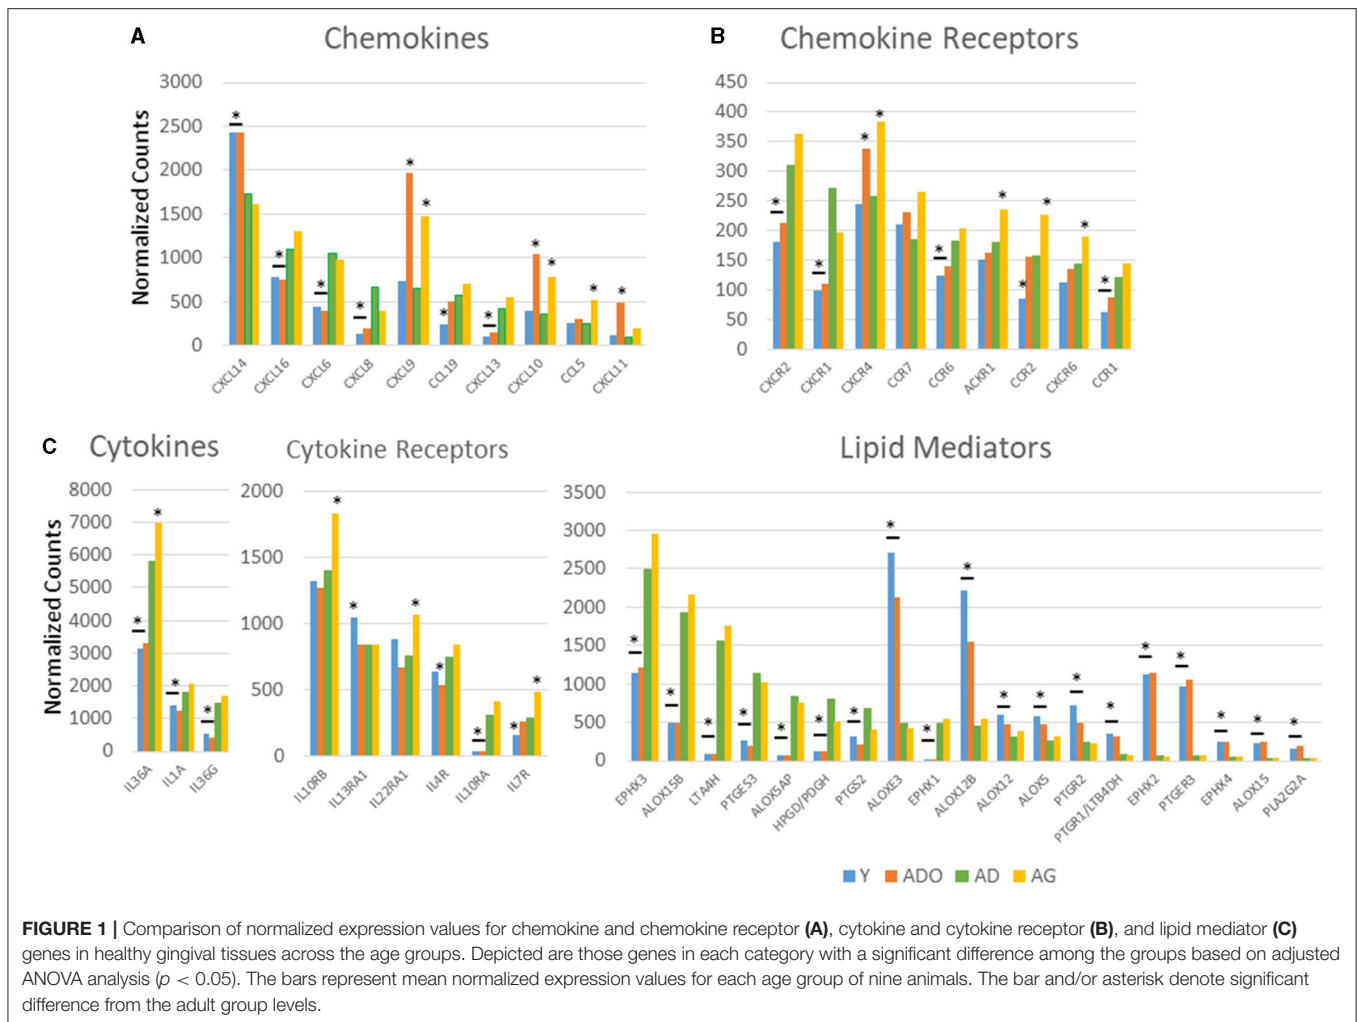 A
Chemokines
Normalized Counts
3000
2500
2000
1500
1000
500
0
* * * * * * * * * * * *
CXCL14 CXCL16 CXCL6 CXCL8 CXCL9 CCL19 CXCL13 CXCL10 CCL5 CXCL11
B
Chemokine Receptors
450
400
350
300
250
200
150
100
50
0
* * * * * * * * * *
CXCR2 CXCR1 CXCR4 CCR7 CCR6 ACKR1 CCR2 CXCR6 CCR1
C
Cytokines
Normalized Counts
8000
7000
6000
5000
4000
3000
2000
1000
0
* * * *
IL36A IL1A IL36G
Cytokine Receptors
2000
1500
1000
500
0
* * * * * * *
IL10RB IL13RA1 IL22RA1 IL4R IL10RA IL7R
Lipid Mediators
3500
3000
2500
2000
1500
1000
500
0
* * * * * * * * * * * * * * * * * * *
EPHX3 ALOX15B LTA4H PTGES3 ALOX5AP HPGD/PDGH PTGS2 ALOXE3 EPHX1 ALOX12B ALOX12 ALOX5 PTGR2 PTGR1/LTB4DH EPHX2 PTGER3 EPHX4 ALOX15 PLA2G2A
Y ADO AD AG
FIGURE 1 | Comparison of normalized expression values for chemokine and chemokine receptor (A), cytokine and cytokine receptor (B), and lipid mediator (C)
genes in healthy gingival tissues across the age groups. Depicted are those genes in each category with a significant difference among the groups based on adjusted
ANOVA analysis (p < 0.05). The bars represent mean normalized expression values for each age group of nine animals. The bar and/or asterisk denote significant
difference from the adult group levels.